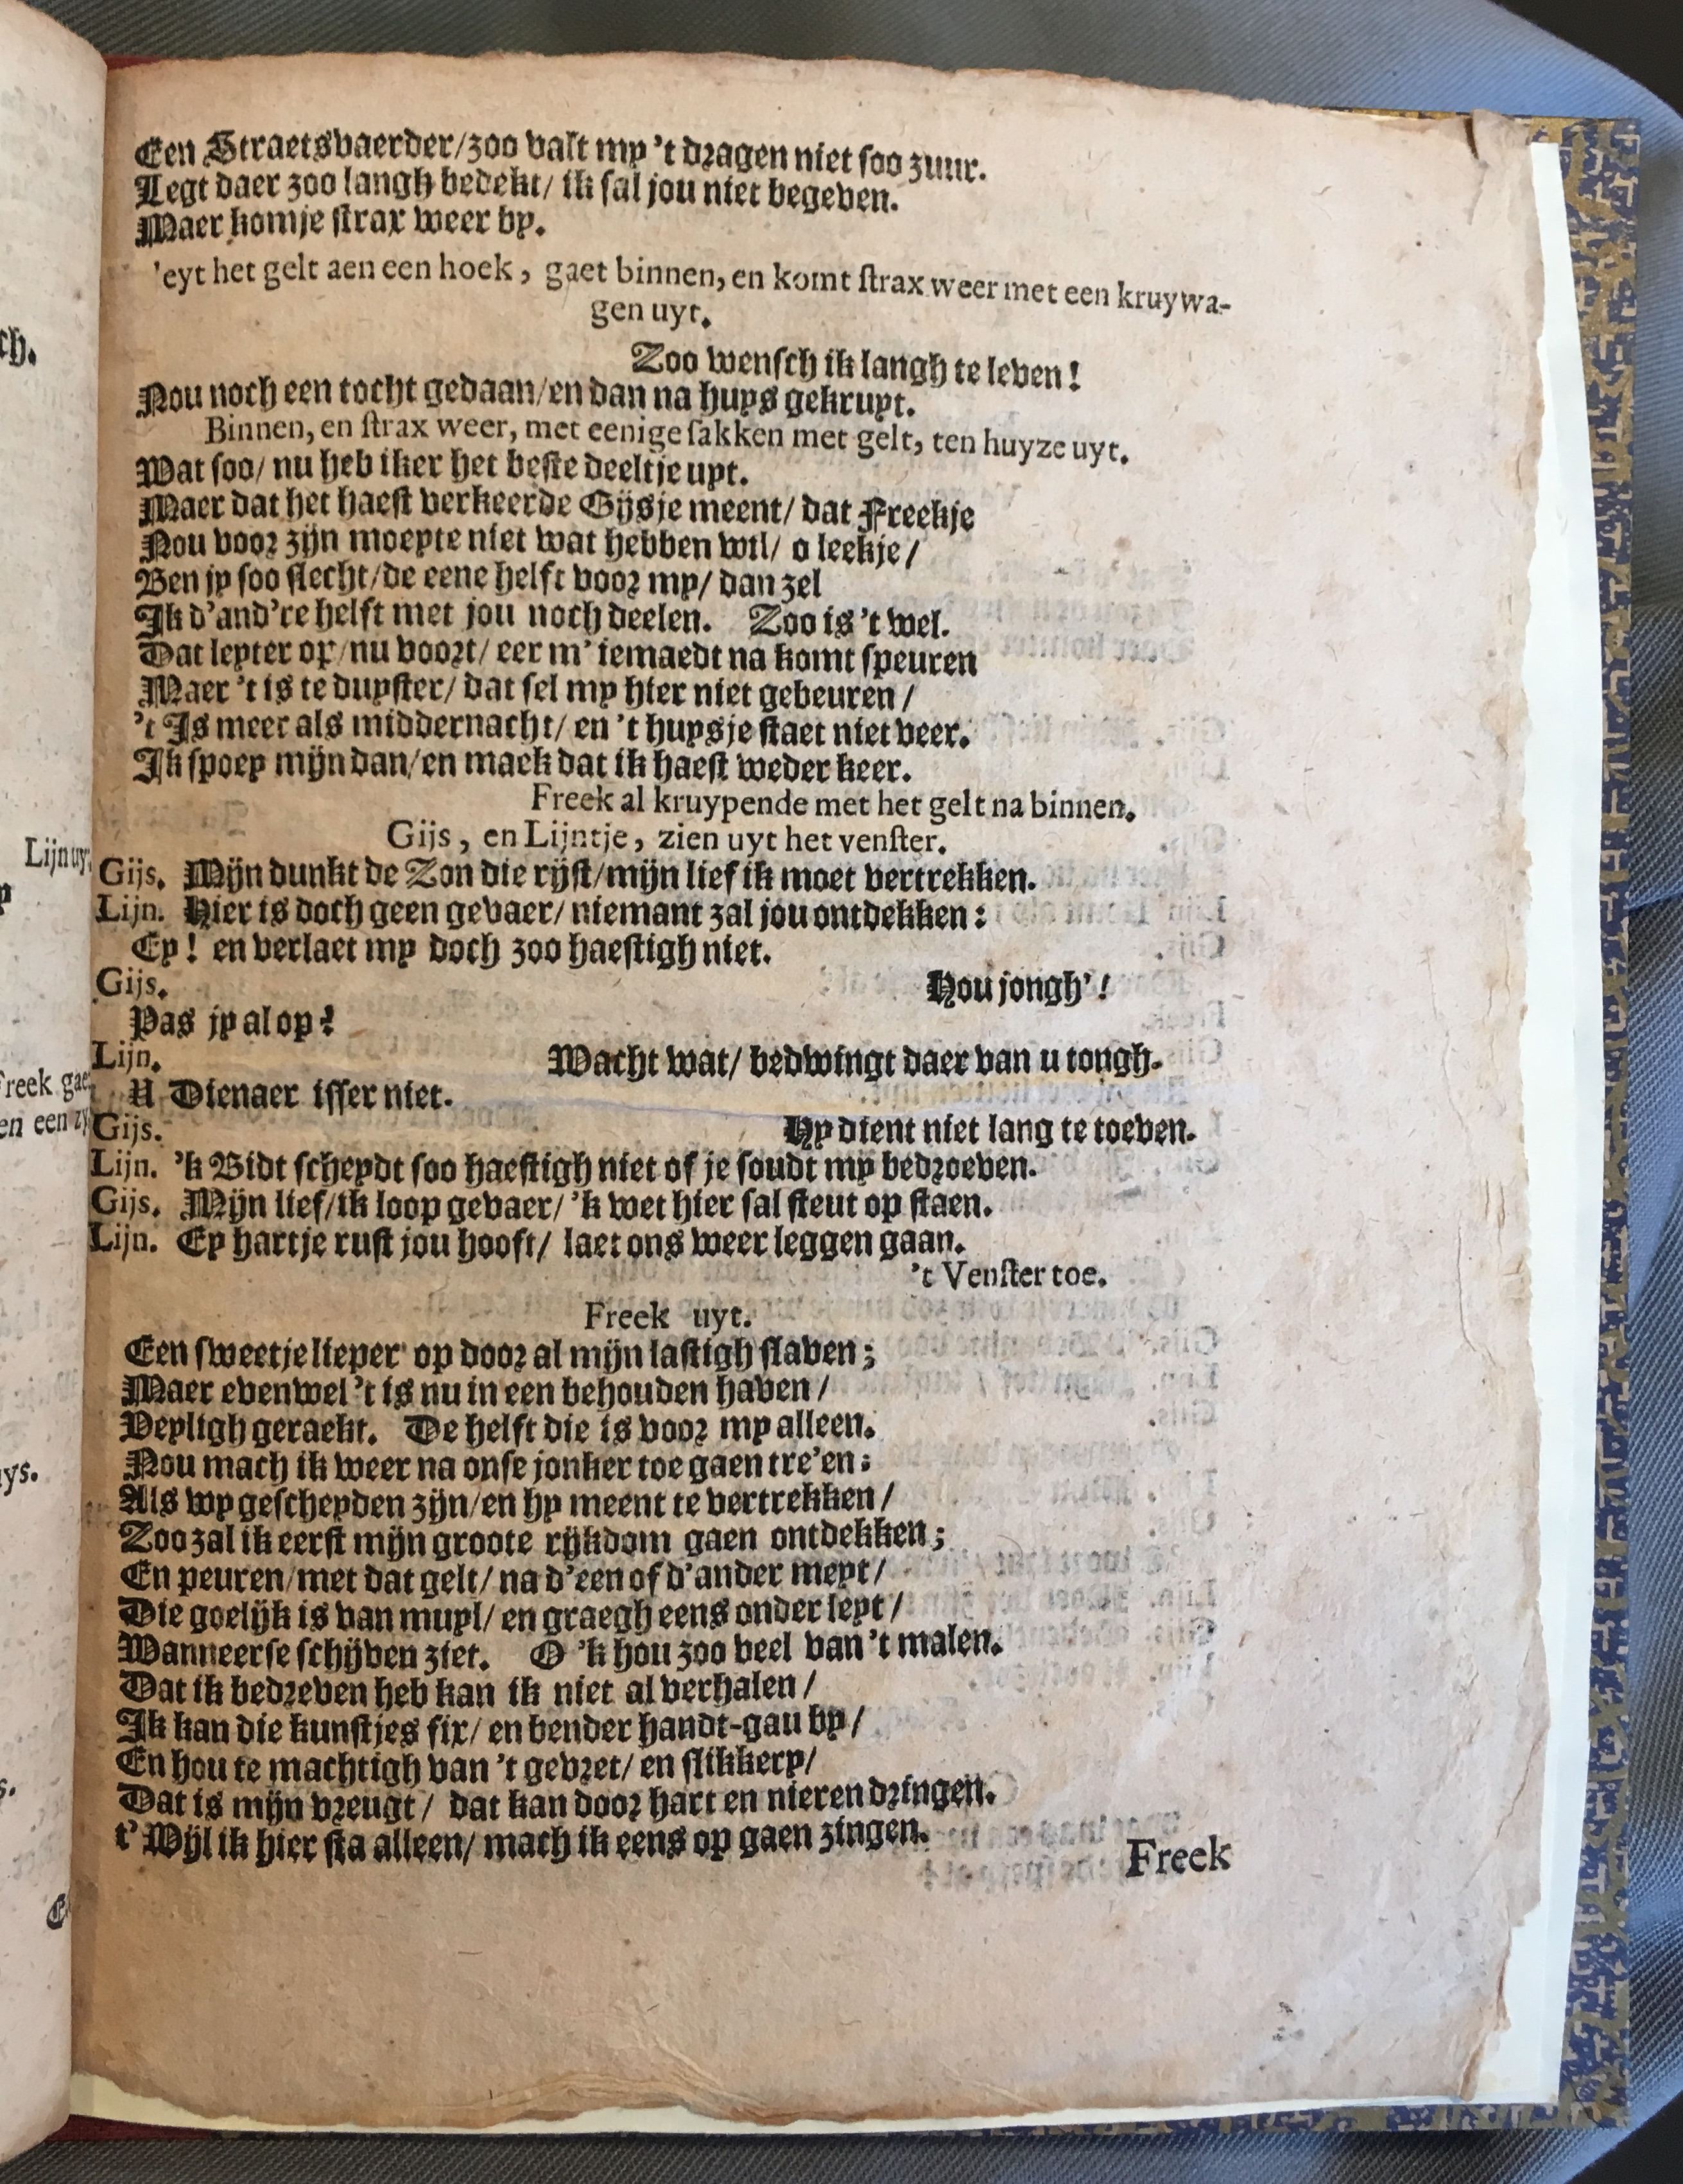 Een Straetsvaerder/zoo valt my 't dragen niet soo zuur.
Legt daer zoo langh bedekt/ ik sal jou niet begeven.
Maer komje strax weer by.
'eyt het gelt aen een hoek, gaet binnen, en komt strax weer met een kruywa-
gen uyt.
Zoo wensch ik langh te leven!
Nou noch een tocht gedaan/en dan na huys gekruyt.
Binnen, en strax weer, met eenige sakken met gelt, ten huyze uyt.
Wat soo/ nu heb iker het beste deeltje uyt.
Maer dat het haest verkeerde Gijsje meent/ dat Freekje
Nou voor zijn moeyte niet wat hebben wil/ o leekje/
Ben jy soo slecht/de eene helft voor my/ dan zel
Ik d'and're helft met jou noch deelen. Zoo is 't wel.
Dat leyter op/nu voort/ eer m' iemaedt na komt speuren
Maer 't is te duyster/ dat sel my hier niet gebeuren/
't Is meer als middernacht/ en 't huysje staet niet veer.
Ik spoey mijn dan/en maek dat ik haest weder keer.
Freek al kruypende met het gelt na binnen.
Gijs, en Lijntje, zien uyt het venster.
Gijs. Mijn dunkt de Zon die rijst/mijn lief ik moet vertrekken.
Lijn. Hier is doch geen gevaer/ niemant zal jou ontdekken:
Ey! en verlaet my doch zoo haestigh niet.
Gijs. Hou jongh'!
Pas jy al op?
Lijn. Wacht wat/ bedwingt daer van u tongh.
U Dienaer isser niet.
Gijs. Hy dient niet lang te toeven.
Lijn. 'k Bidt scheydt soo haestigh niet of je soudt my bedroeven.
Gijs. Mijn lief/ik loop gevaer/ 'k wet hier sal steut op staen.
Lijn. Ey hartje rust jou hooft/ laet ons weer leggen gaan.
't Venster toe.
Freek uyt.
Een sweetje lieper op door al mijn lastigh slaven;
Maer evenwel 't is nu in een behouden haven/
Veyligh geraekt. De helft die is voor my alleen.
Nou mach ik weer na onse jonker toe gaen tre'en:
Als wy gescheyden zijn/en hy meent te vertrekken/
Zoo zal ik eerst mijn groote rijkdom gaen ontdekken;
En peuren/met dat gelt/ na d'een of d'ander meyt/
Die goelijk is van muyl/ en graegh eens onder leyt/
Wanneerse schijven ziet. O 'k hou zoo veel van 't malen.
Dat ik bedreven heb kan ik niet al verhalen/
Ik kan die kunstjes fix/ en bender handt-gau by/
En hou te machtigh van 't gevret/ en slikkery/
Dat is mijn vreugt/ dat kan door hart en nieren dringen.
t' Wijl ik hier sta alleen/ mach ik eens op gaen zingen.
Freek
ch.
Lijn uy
Freek gae
en een zy
ys.